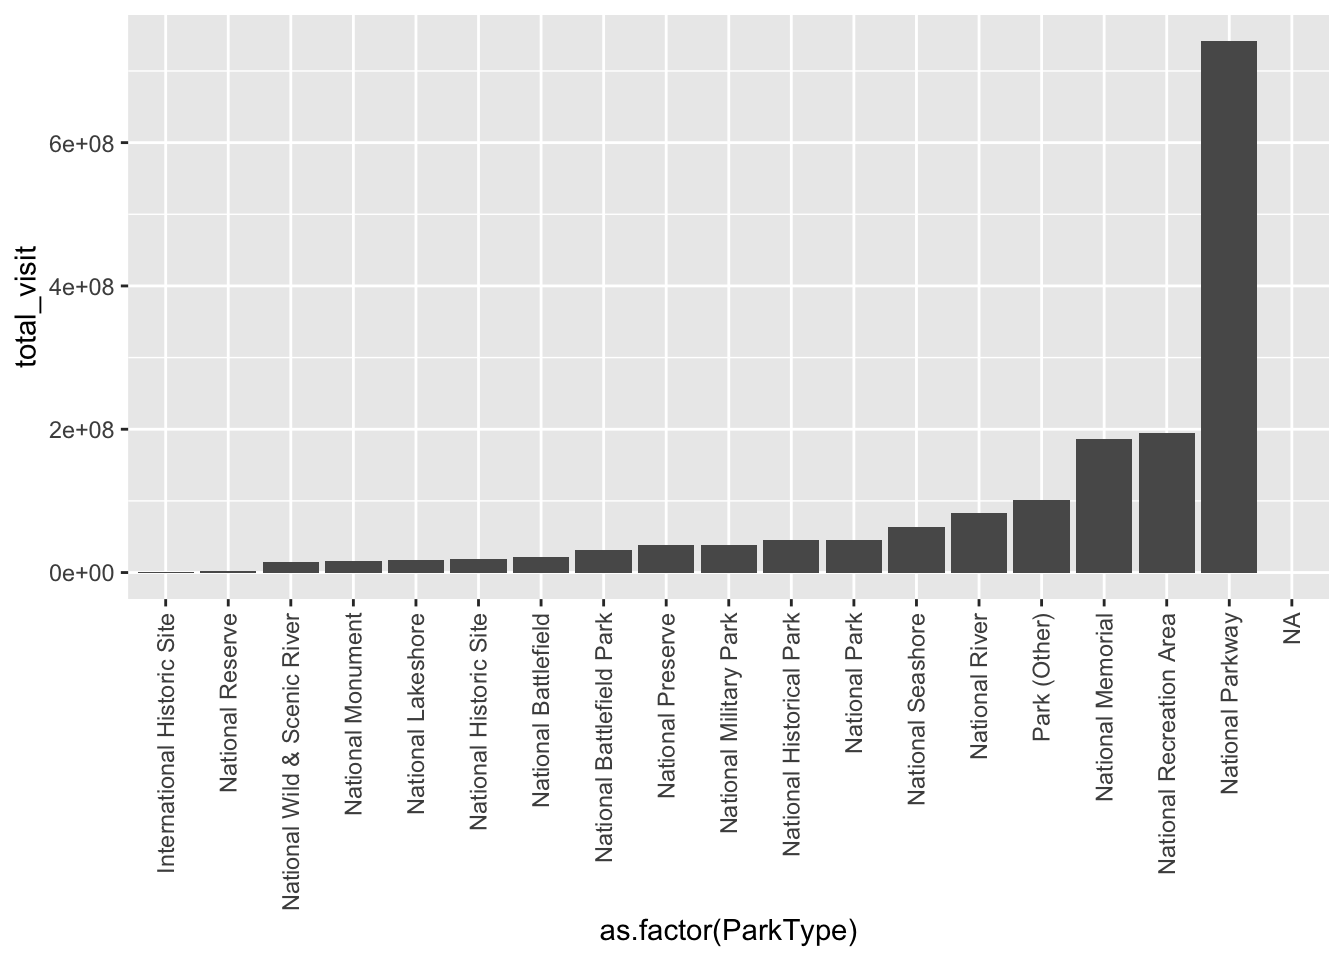 total_visit
6e+08
4e+08
2e+08
0e+00
International Historic Site
National Reserve
National Wild & Scenic River
National Monument
National Lakeshore
National Historic Site
National Battlefield
National Battlefield Park
National Preserve
National Military Park
National Historical Park
National Park
National Seashore
National River
Park (Other)
National Memorial
National Recreation Area
National Parkway
NA
as.factor(ParkType)